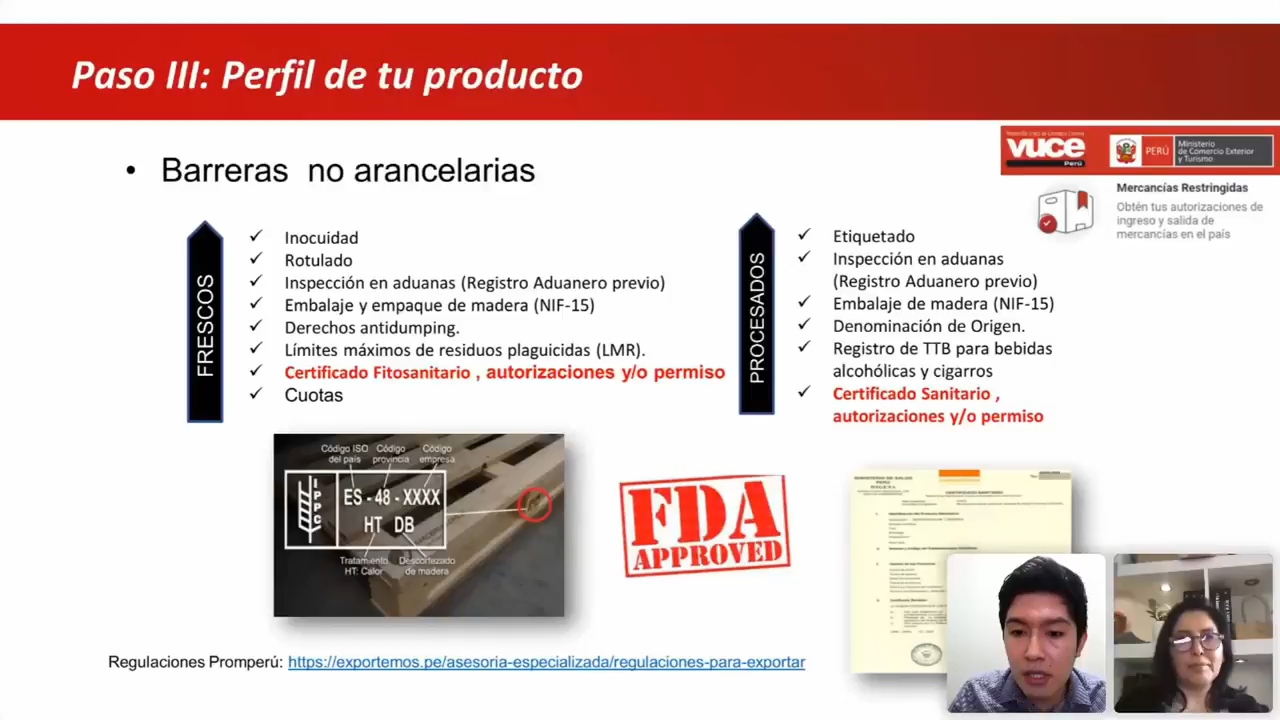 Paso III: Perfil de tu producto
• Barreras no arancelarias
vuce
Perú
PERÚ
Ministerio
de Comercio Exterior
y Turismo
Mercancías Restringidas
Obtén tus autorizaciones de
ingreso y salida de
mercancías en el país
FRESCOS
✓ Inocuidad
✓ Rotulado
✓ Inspección en aduanas (Registro Aduanero previo)
✓ Embalaje y empaque de madera (NIF-15)
✓ Derechos antidumping.
✓ Límites máximos de residuos plaguicidas (LMR).
✓ Certificado Fitosanitario , autorizaciones y/o permiso
✓ Cuotas
PROCESADOS
✓ Etiquetado
✓ Inspección en aduanas
(Registro Aduanero previo)
✓ Embalaje de madera (NIF-15)
✓ Denominación de Origen.
✓ Registro de TTB para bebidas
alcohólicas y cigarros
✓ Certificado Sanitario ,
autorizaciones y/o permiso
Código ISO
del país
Código
provincia
Código
empresa
IPPC
ES - 48 - XXXX
HT DB
Tratamiento
HT: Calor
Descortezado
de madera
FDA
APPROVED
Regulaciones Promperú: https://exportemos.pe/asesoria-especializada/regulaciones-para-exportar